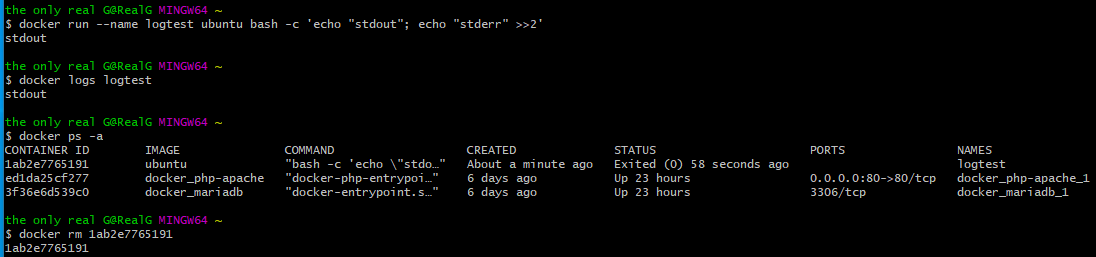 the only real G@RealG MINGW64 ~
$ docker run --name logtest ubuntu bash -c 'echo "stdout"; echo "stderr" >>2'
stdout
the only real G@RealG MINGW64 ~
$ docker logs logtest
stdout
the only real G@RealG MINGW64 ~
$ docker ps -a
CONTAINER ID IMAGE COMMAND CREATED STATUS PORTS NAMES
1ab2e7765191 ubuntu "bash -c 'echo \"stdo…" About a minute ago Exited (0) 58 seconds ago logtest
ed1da25cf277 docker_php-apache "docker-php-entrypoi…" 6 days ago Up 23 hours 0.0.0.0:80->80/tcp docker_php-apache_1
3f36e6d539c0 docker_mariadb "docker-entrypoint.s…" 6 days ago Up 23 hours 3306/tcp docker_mariadb_1
the only real G@RealG MINGW64 ~
$ docker rm 1ab2e7765191
1ab2e7765191